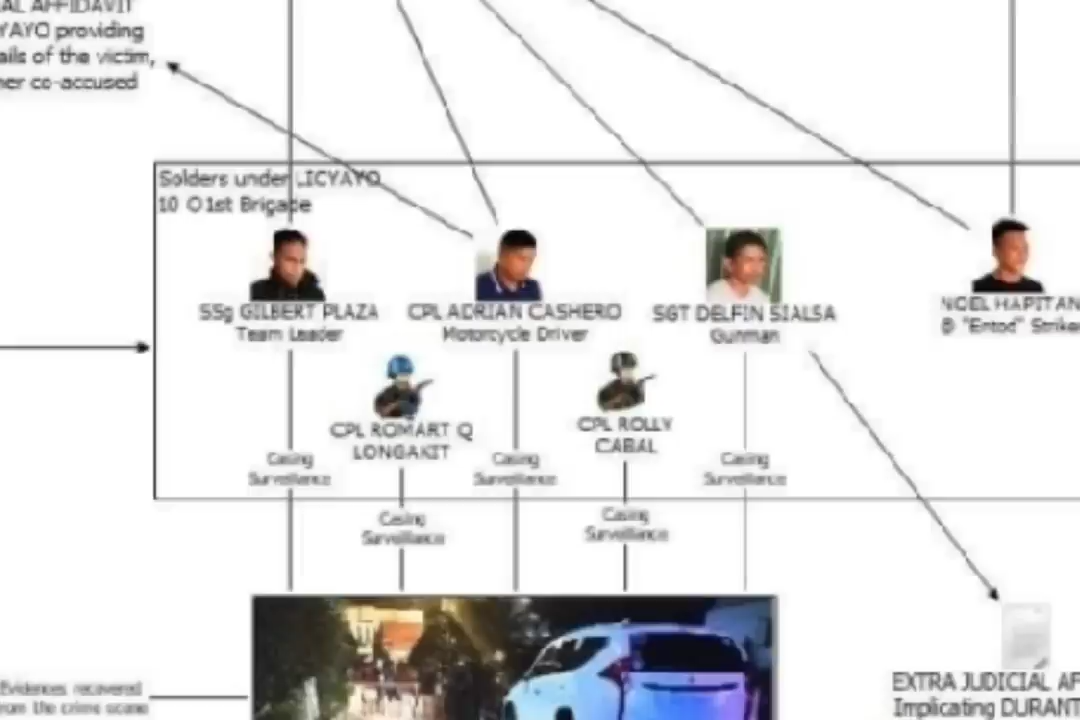 AL AFFIDAVIT
YAYO providing
ails of the victim,
her co-accused
Solders under LICYAYO
10 01st Brigade
SSg GILBERT PLAZA
Team Leader
CPL ADRIAN CASHERO
Motorcycle Driver
SGT DELFIN SIALSA
Gunman
NOEL HAPITAN
@ "Entod" Striker
CPL ROMART Q
LONGAKIT
CPL ROLLY
CABAL
Casing
Surveillance
Casing
Surveillance
Casing
Surveillance
Casing
Surveillance
Casing
Surveillance
Evidences recovered
from the crime scene
EXTRA JUDICIAL AF
Implicating DURANT